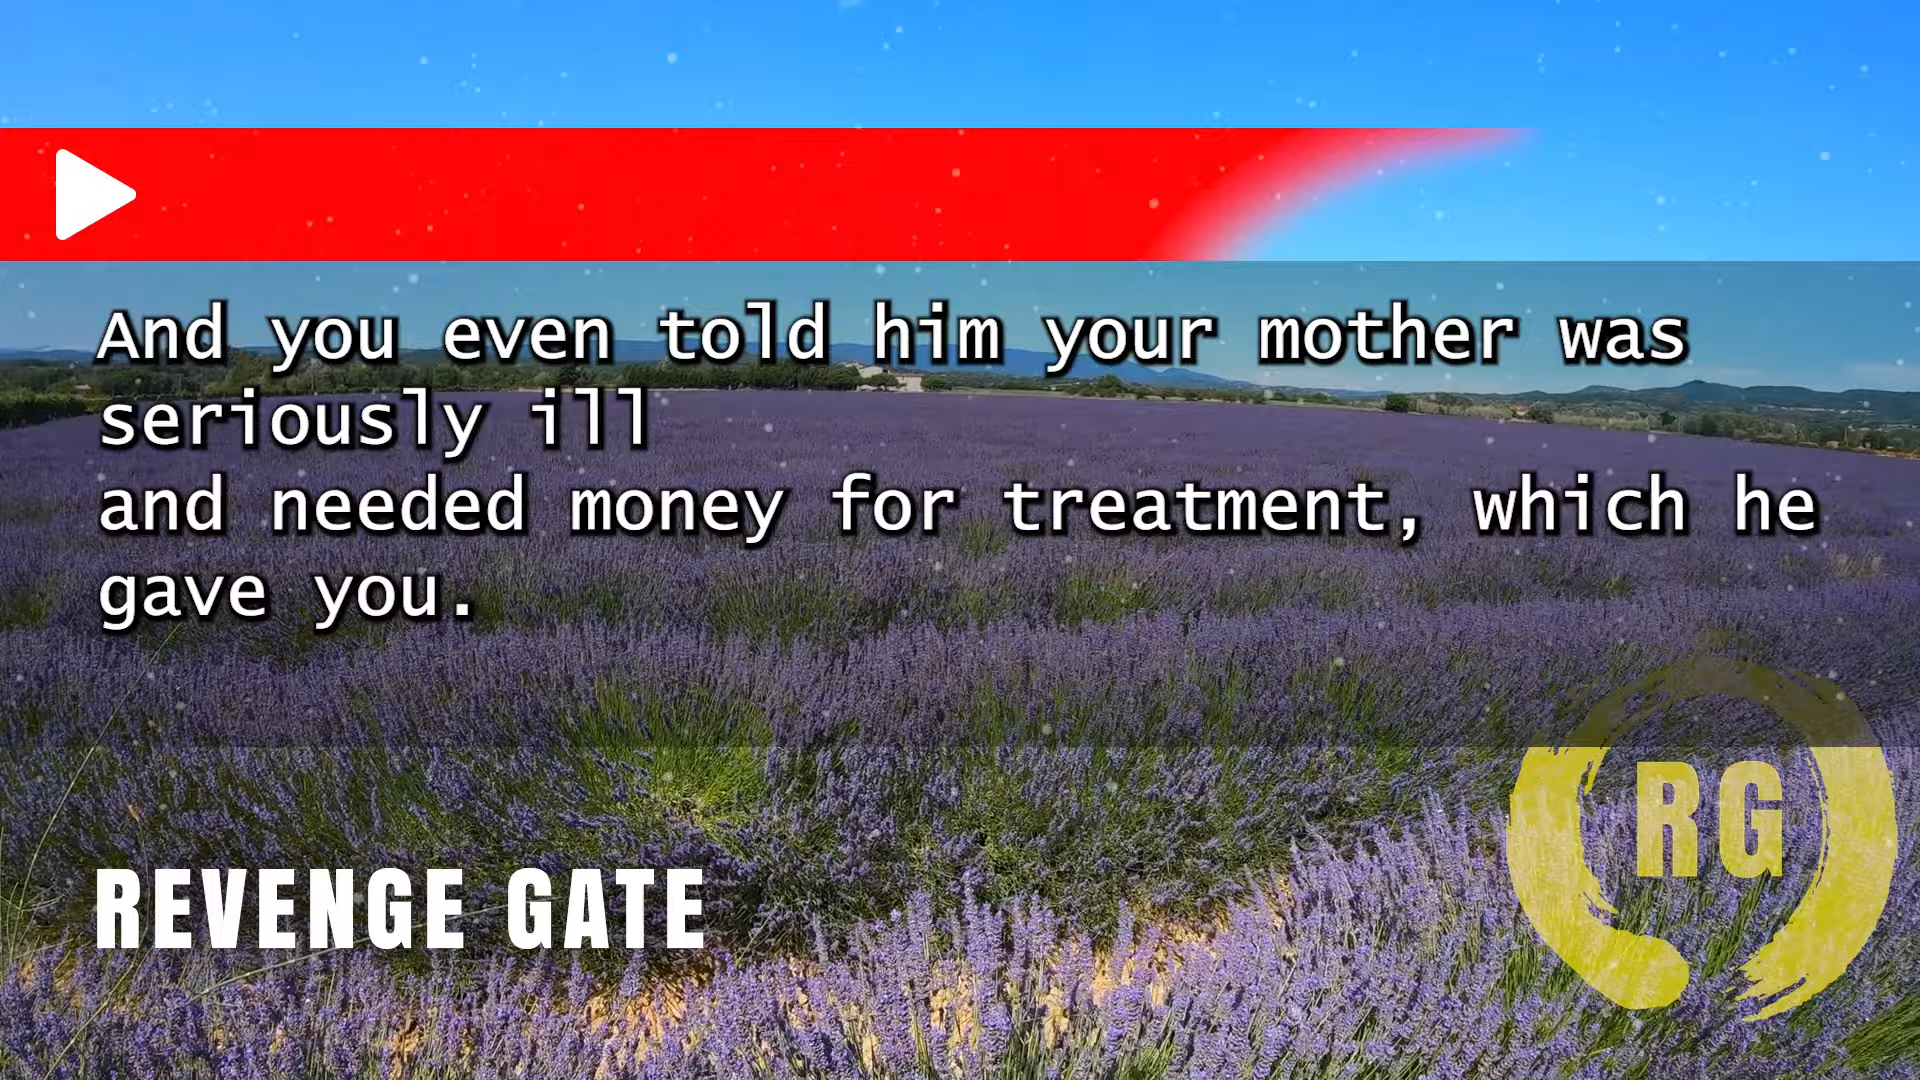 And you even told him your mother was
seriously ill
and needed money for treatment, which he
gave you.
RG
REVENGE GATE